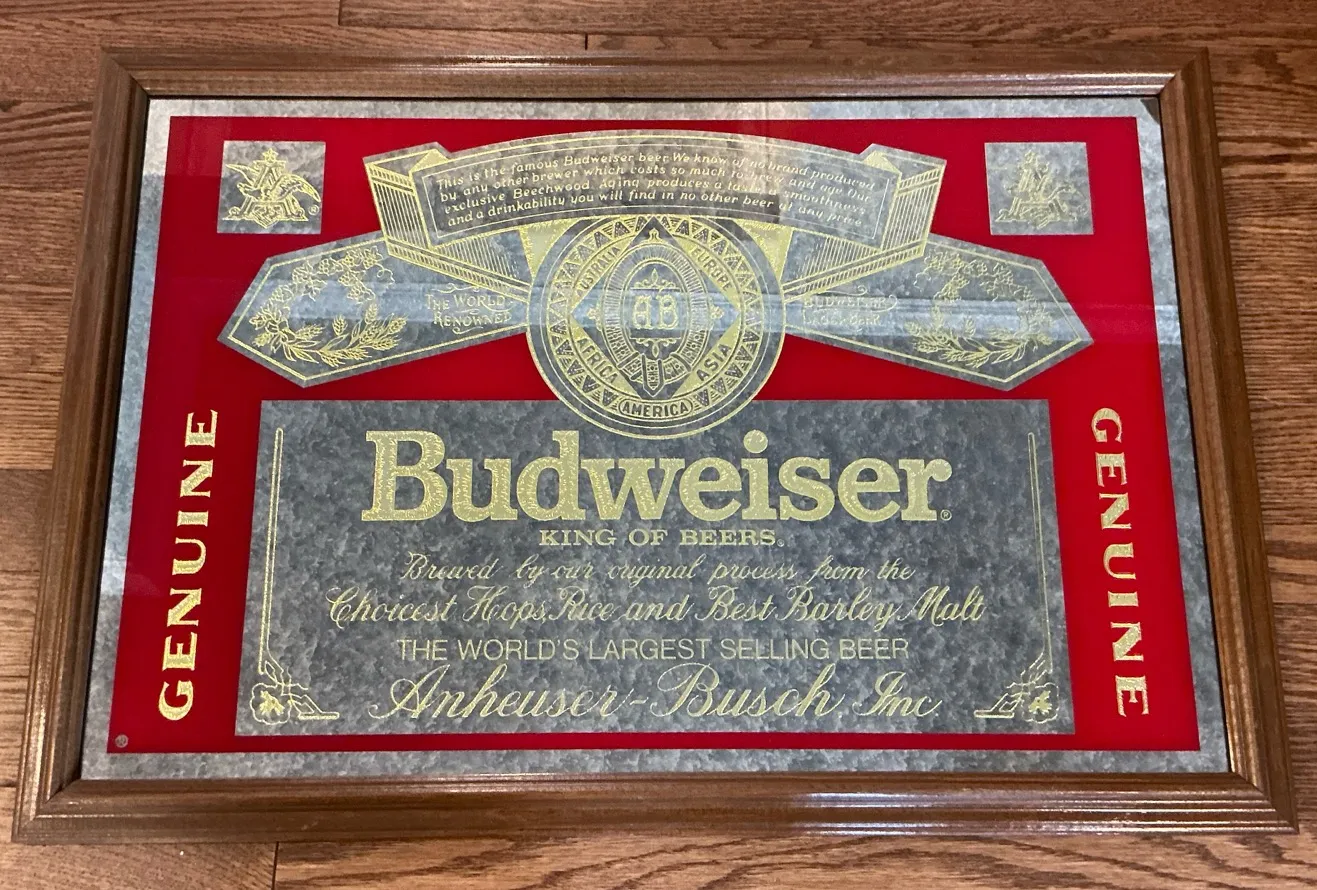 This is the famous Budweiser beer. We know of no brand produced
by any other brewer which costs so much to brew and age. Our
exclusive Beechwood Aging produces a taste, a smoothness
and a drinkability you will find in no other beer at any price.
THE WORLD
RENOWNED
BUDWEISER
LAGER BEER
AUSTRALIA
EUROPE
AB
AFRICA
ASIA
AMERICA
GENUINE
GENUINE
Budweiser®
KING OF BEERS®
Brewed by our original process from the
Choicest Hops, Rice and Best Barley Malt
THE WORLD'S LARGEST SELLING BEER
Anheuser-Busch, Inc.